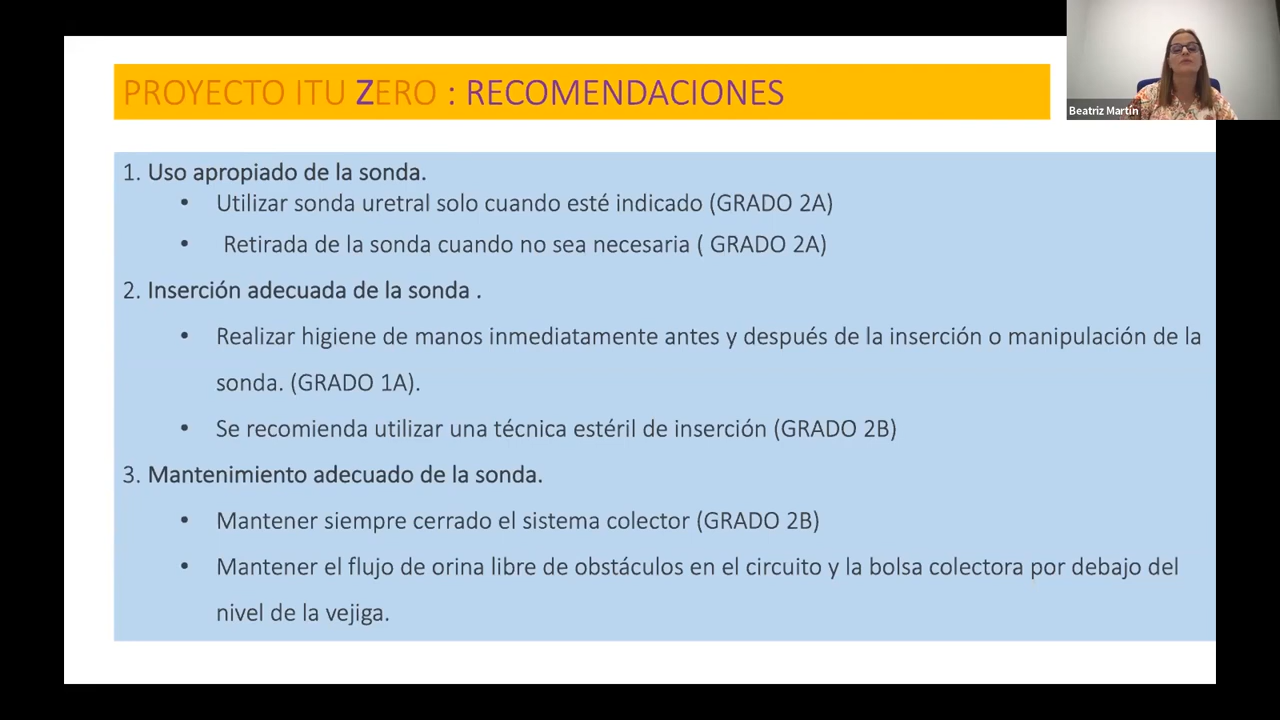 PROYECTO ITU ZERO : RECOMENDACIONES
Beatriz Martín
1. Uso apropiado de la sonda.
• Utilizar sonda uretral solo cuando esté indicado (GRADO 2A)
• Retirada de la sonda cuando no sea necesaria ( GRADO 2A)
2. Inserción adecuada de la sonda .
• Realizar higiene de manos inmediatamente antes y después de la inserción o manipulación de la
sonda. (GRADO 1A).
• Se recomienda utilizar una técnica estéril de inserción (GRADO 2B)
3. Mantenimiento adecuado de la sonda.
• Mantener siempre cerrado el sistema colector (GRADO 2B)
• Mantener el flujo de orina libre de obstáculos en el circuito y la bolsa colectora por debajo del
nivel de la vejiga.